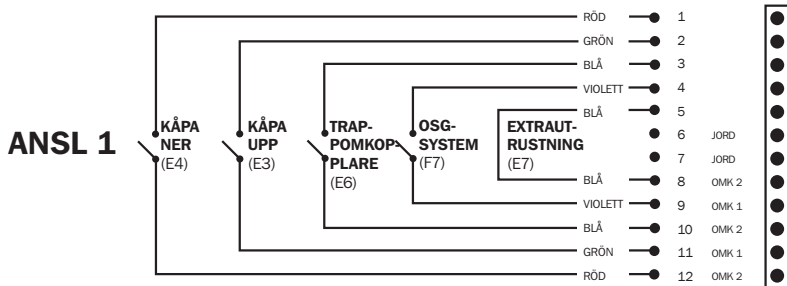 RÖD 1
GRÖN 2
BLÅ 3
VIOLETT 4
BLÅ 5
6 JORD
7 JORD
BLÅ 8 OMK 2
VIOLETT 9 OMK 1
BLÅ 10 OMK 2
GRÖN 11 OMK 1
RÖD 12 OMK 2
ANSL 1
KÅPA
NER
(E4)
KÅPA
UPP
(E3)
TRAP-
POMKOP-
PLARE
(E6)
OSG-
SYSTEM
(F7)
EXTRAUT-
RUSTNING
(E7)